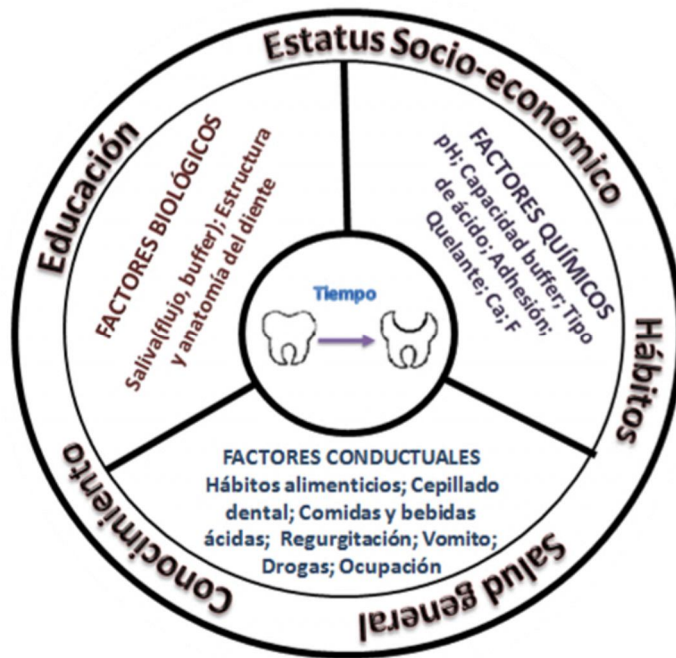 Estatus Socio-económico
Educación
FACTORES BIOLÓGICOS
Saliva(flujo, buffer); Estructura
y anatomía del diente
FACTORES QUÍMICOS
pH; Capacidad buffer; Tipo
de ácido; Adhesión;
Quelante; Ca; F
Tiempo
Hábitos
FACTORES CONDUCTUALES
Hábitos alimenticios; Cepillado
dental; Comidas y bebidas
ácidas; Regurgitación; Vomito;
Drogas; Ocupación
Conocimiento
Salud general